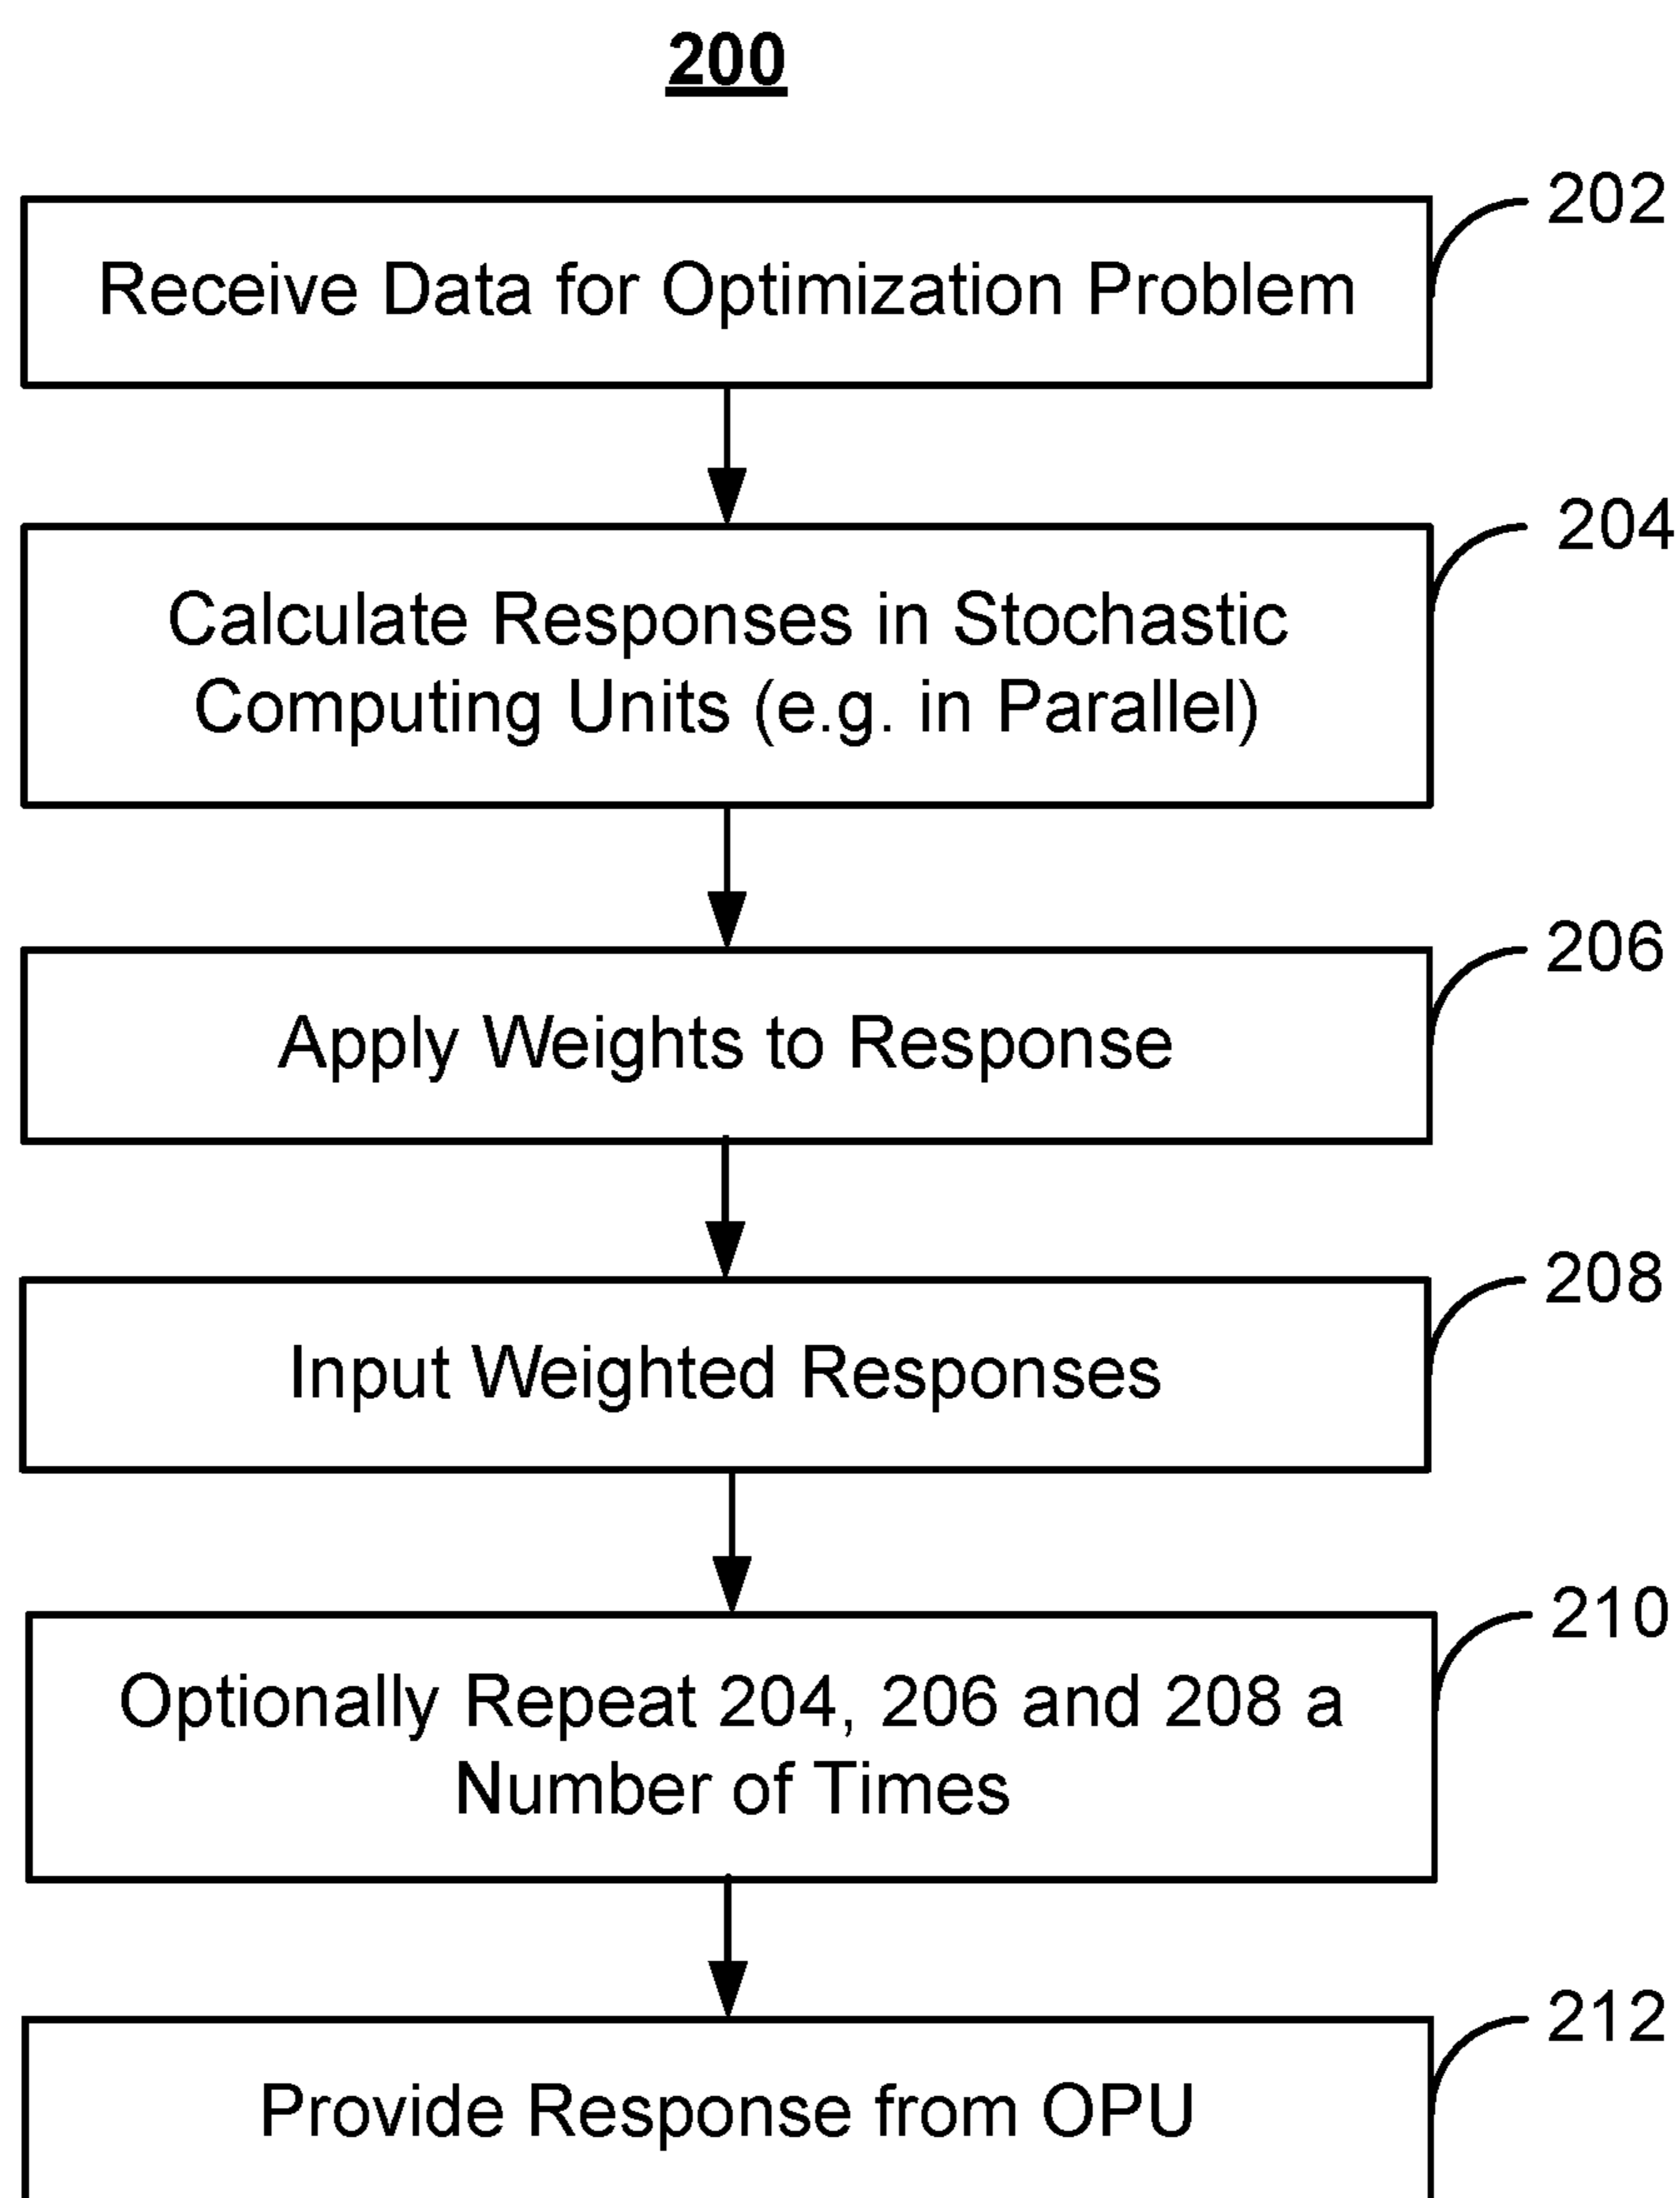 200
202
Receive Data for Optimization Problem
204
Calculate Responses in Stochastic
Computing Units (e.g. in Parallel)
206
Apply Weights to Response
208
Input Weighted Responses
210
Optionally Repeat 204, 206 and 208 a
Number of Times
212
Provide Response from OPU